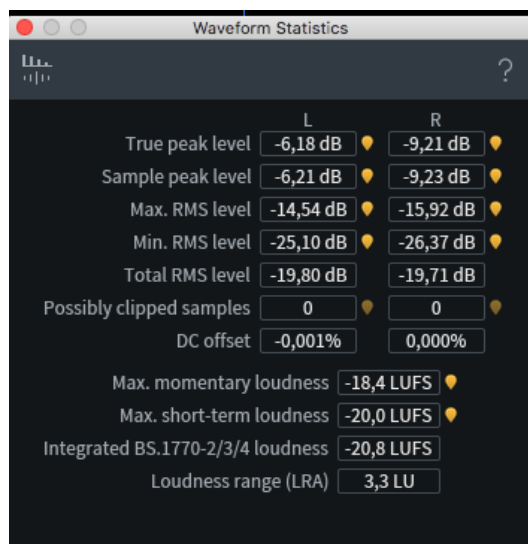 Waveform Statistics
?
L R
True peak level -6,18 dB -9,21 dB
Sample peak level -6,21 dB -9,23 dB
Max. RMS level -14,54 dB -15,92 dB
Min. RMS level -25,10 dB -26,37 dB
Total RMS level -19,80 dB -19,71 dB
Possibly clipped samples 0 0
DC offset -0,001% 0,000%
Max. momentary loudness -18,4 LUFS
Max. short-term loudness -20,0 LUFS
Integrated BS.1770-2/3/4 loudness -20,8 LUFS
Loudness range (LRA) 3,3 LU